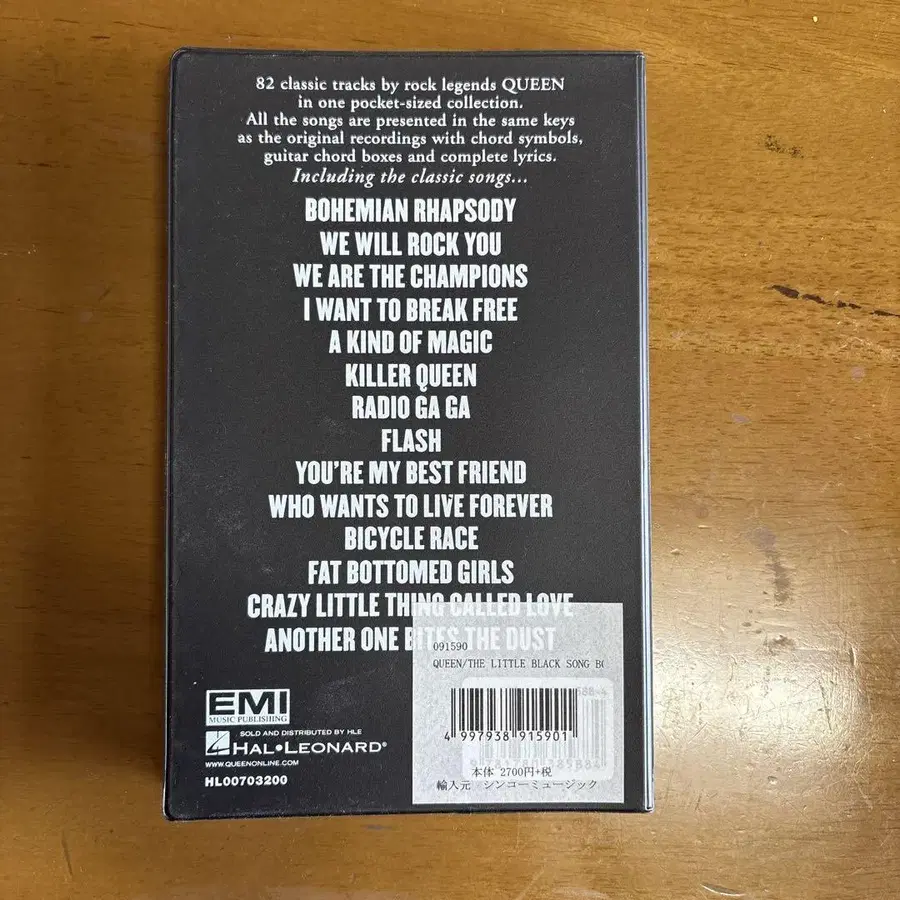 82 classic tracks by rock legends QUEEN
in one pocket-sized collection.
All the songs are presented in the same keys
as the original recordings with chord symbols,
guitar chord boxes and complete lyrics.
Including the classic songs...
BOHEMIAN RHAPSODY
WE WILL ROCK YOU
WE ARE THE CHAMPIONS
I WANT TO BREAK FREE
A KIND OF MAGIC
KILLER QUEEN
RADIO GA GA
FLASH
YOU'RE MY BEST FRIEND
WHO WANTS TO LIVE FOREVER
BICYCLE RACE
FAT BOTTOMED GIRLS
CRAZY LITTLE THING CALLED LOVE
ANOTHER ONE BITES THE DUST
091590
QUEEN/THE LITTLE BLACK SONG BO
588-4
4 997938 915901
本体 2700円+税
輸入元 シンコーミュージック
EMI
MUSIC PUBLISHING
SOLD AND DISTRIBUTED BY HLE
HAL•LEONARD®
WWW.QUEENONLINE.COM
HL00703200